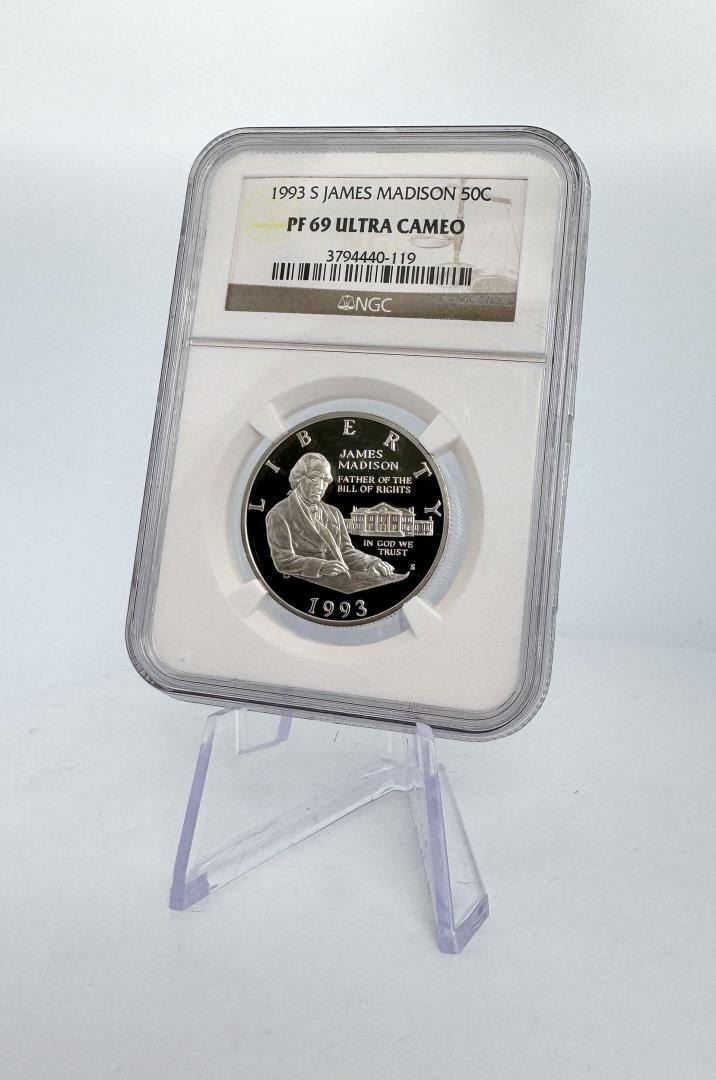 1993 S JAMES MADISON 50C
PF 69 ULTRA CAMEO
3794440-119
NGC
LIBERTY
JAMES
MADISON
FATHER OF THE
BILL OF RIGHTS
IN GOD WE
TRUST
S
1993